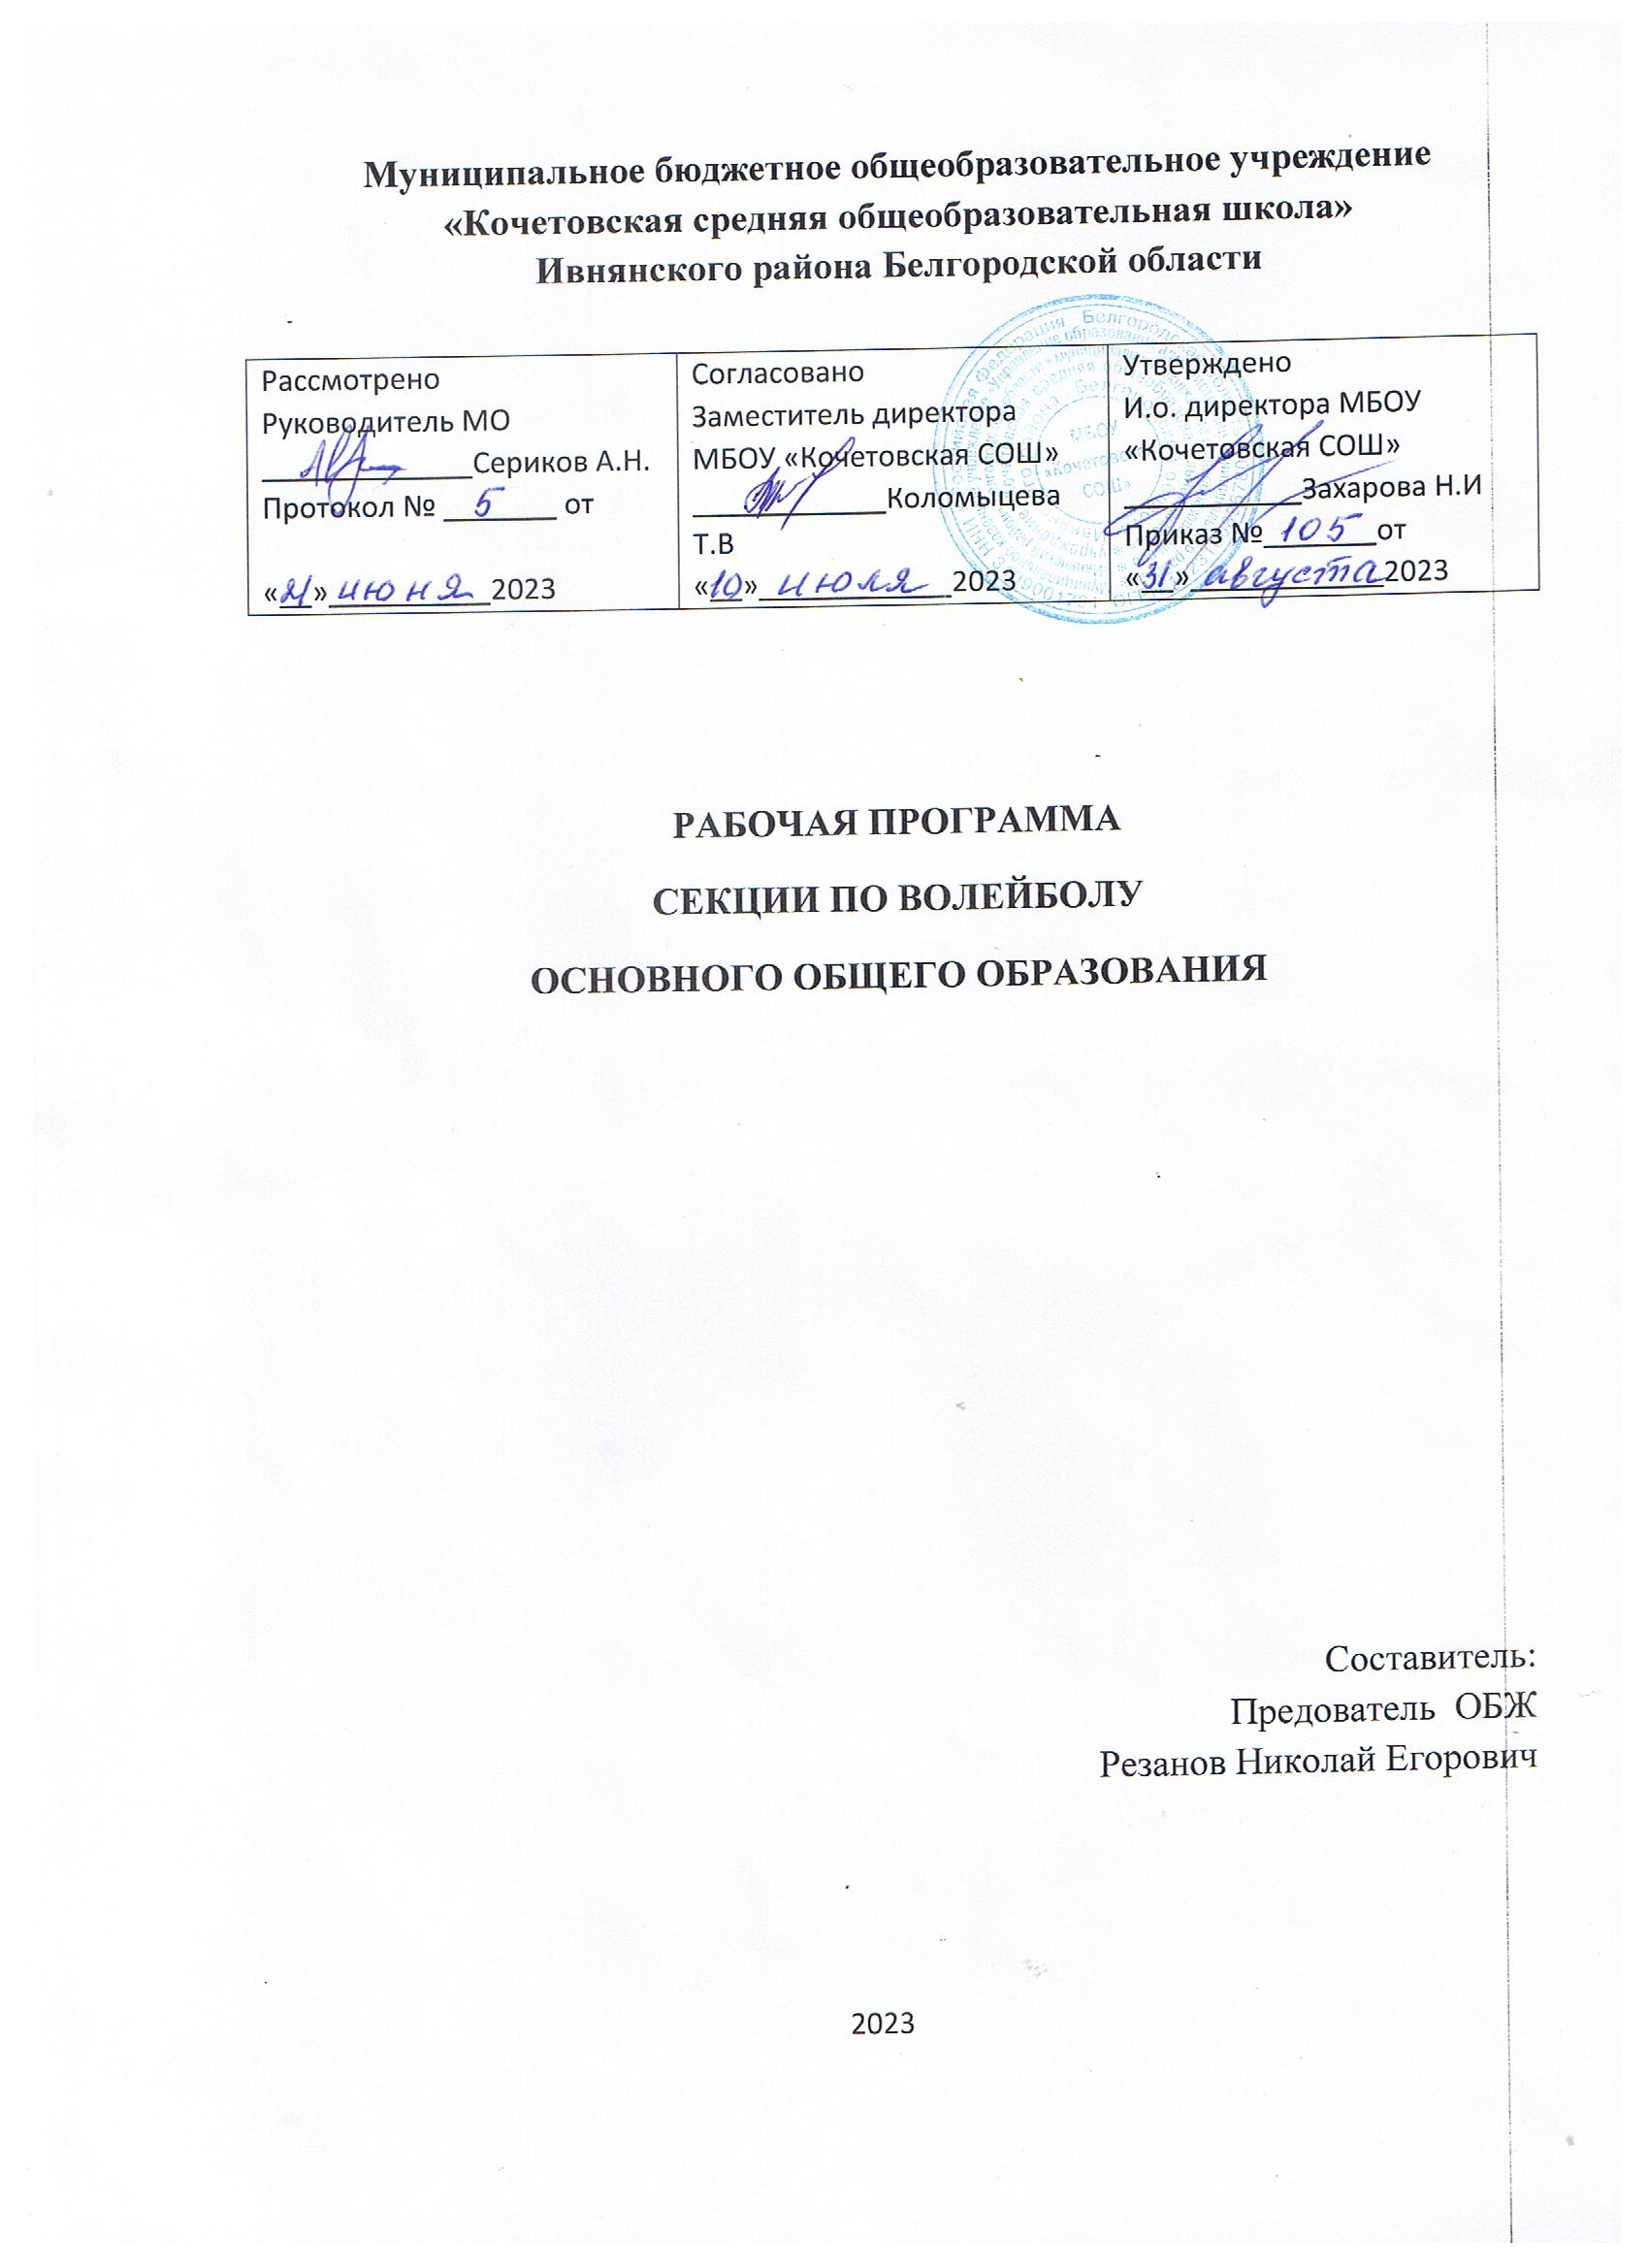 Муниципальное бюджетное общеобразовательное учреждение
«Кочетовская средняя общеобразовательная школа»
Ивнянского района Белгородской области
Рассмотрено
Руководитель МО
Сериков А.Н.
Протокол № 5 от
«21» июня 2023
Согласовано
Заместитель директора
МБОУ «Кочетовская СОШ»
Коломыцева
Т.В
«10» июля 2023
Утверждено
И.о. директора МБОУ
«Кочетовская СОШ»
Захарова Н.И
Приказ № 105 от
«31» августа 2023
МБОУ
«Кочетовская
СОШ»
РАБОЧАЯ ПРОГРАММА
СЕКЦИИ ПО ВОЛЕЙБОЛУ
ОСНОВНОГО ОБЩЕГО ОБРАЗОВАНИЯ
Составитель:
Предователь ОБЖ
Резанов Николай Егорович
2023